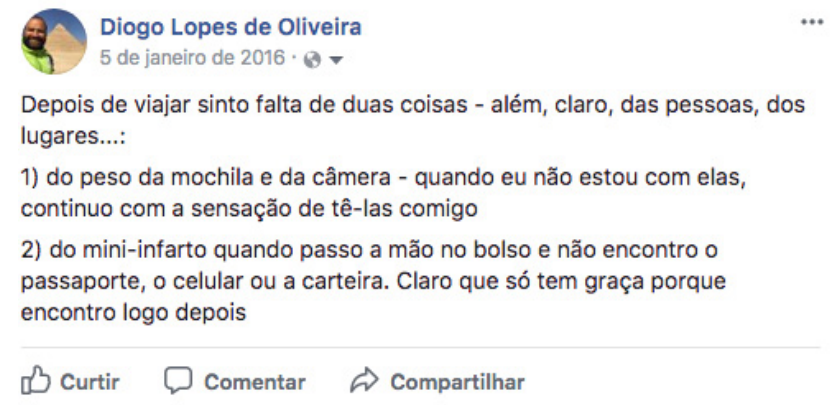 Diogo Lopes de Oliveira
5 de janeiro de 2016
Depois de viajar sinto falta de duas coisas - além, claro, das pessoas, dos
lugares...:
1) do peso da mochila e da câmera - quando eu não estou com elas,
continuo com a sensação de tê-las comigo
2) do mini-infarto quando passo a mão no bolso e não encontro o
passaporte, o celular ou a carteira. Claro que só tem graça porque
encontro logo depois
Curtir Comentar Compartilhar